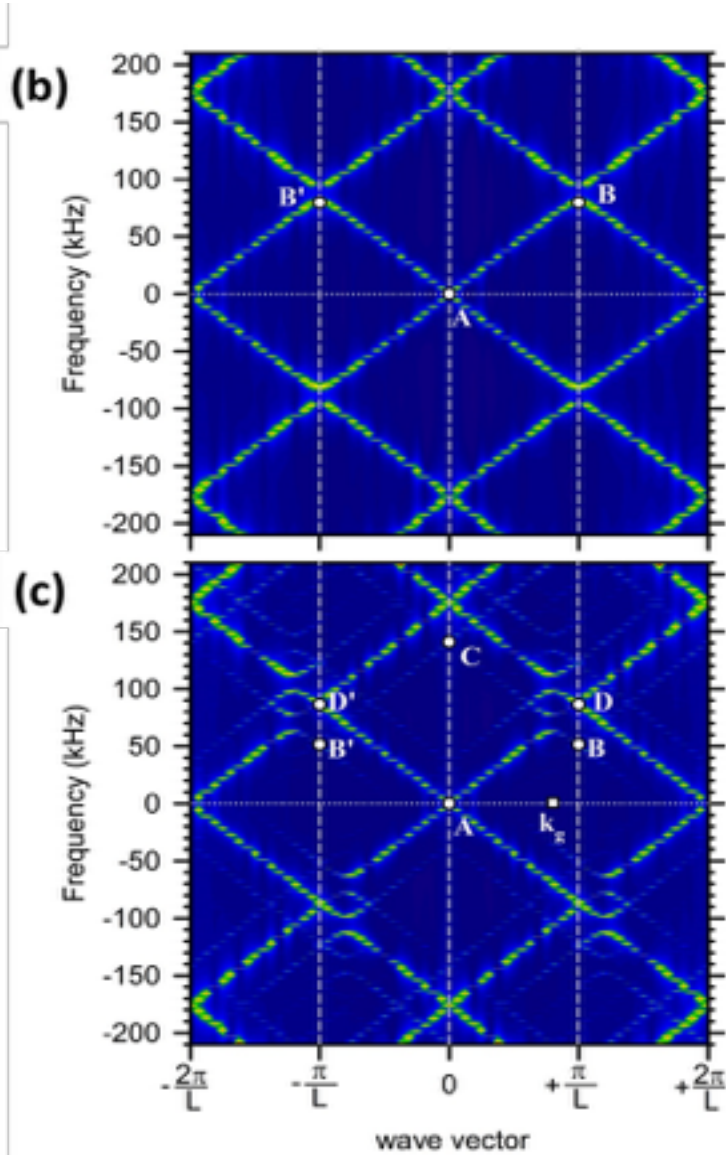 (b)
Frequency (kHz)
200
150
100
50
0
-50
-100
-150
-200
B'
B
A
(c)
Frequency (kHz)
200
150
100
50
0
-50
-100
-150
-200
C
D'
D
B'
B
A
kg
-2π/L
-π/L
0
+π/L
+2π/L
wave vector